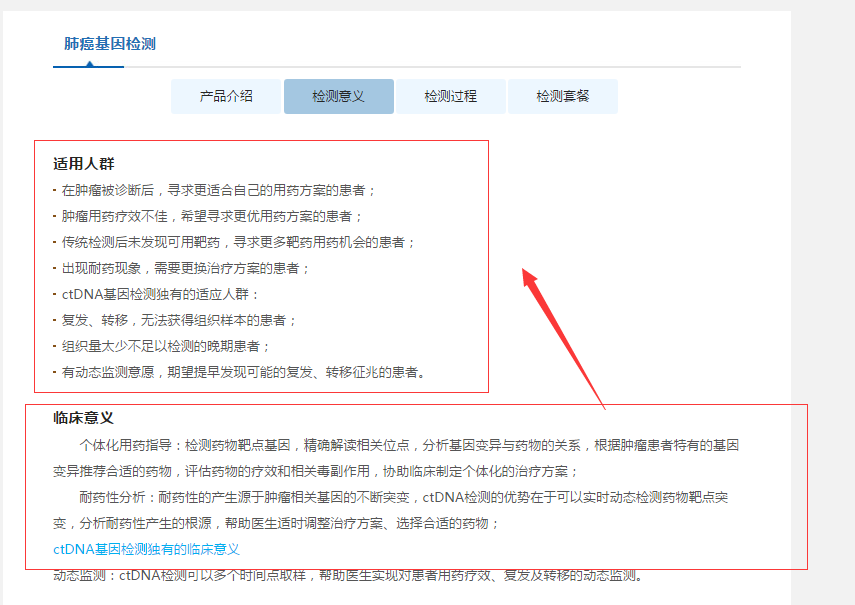 肺癌基因检测
产品介绍 检测意义 检测过程 检测套餐
适用人群
· 在肿瘤被诊断后，寻求更适合自己的用药方案的患者；
· 肿瘤用药疗效不佳，希望寻求更优用药方案的患者；
· 传统检测后未发现可用靶药，寻求更多靶药用药机会的患者；
· 出现耐药现象，需要更换治疗方案的患者；
· ctDNA基因检测独有的适应人群：
· 复发、转移，无法获得组织样本的患者；
· 组织量太少不足以检测的晚期患者；
· 有动态监测意愿，期望提早发现可能的复发、转移征兆的患者。
临床意义
个体化用药指导：检测药物靶点基因，精确解读相关位点，分析基因变异与药物的关系，根据肿瘤患者特有的基因
变异推荐合适的药物，评估药物的疗效和相关毒副作用，协助临床制定个体化的治疗方案；
耐药性分析：耐药性的产生源于肿瘤相关基因的不断突变，ctDNA检测的优势在于可以实时动态检测药物靶点突
变，分析耐药性产生的根源，帮助医生适时调整治疗方案、选择合适的药物；
ctDNA基因检测独有的临床意义
动态监测：ctDNA检测可以多个时间点取样，帮助医生实现对患者用药疗效、复发及转移的动态监测。